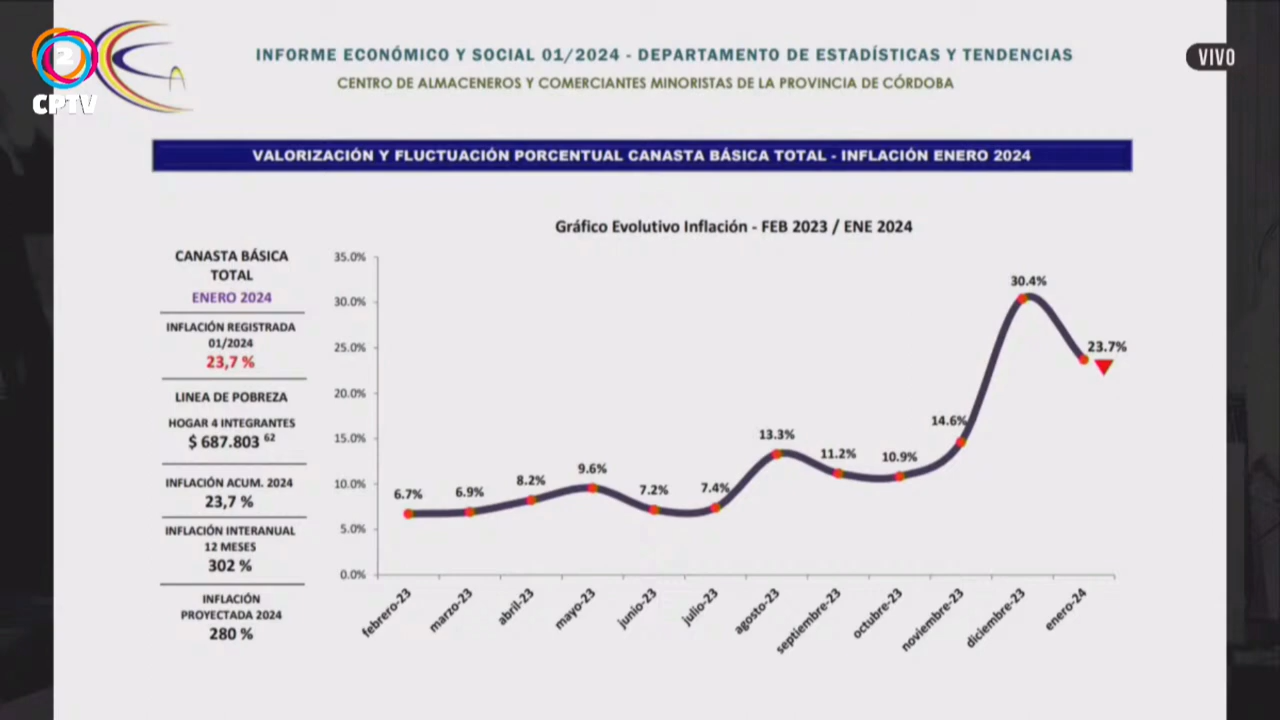 2
CPTV
CA
VIVO
INFORME ECONÓMICO Y SOCIAL 01/2024 - DEPARTAMENTO DE ESTADÍSTICAS Y TENDENCIAS
CENTRO DE ALMACENEROS Y COMERCIANTES MINORISTAS DE LA PROVINCIA DE CÓRDOBA
VALORIZACIÓN Y FLUCTUACIÓN PORCENTUAL CANASTA BÁSICA TOTAL - INFLACIÓN ENERO 2024
CANASTA BÁSICA
TOTAL
ENERO 2024
INFLACIÓN REGISTRADA
01/2024
23,7 %
LINEA DE POBREZA
HOGAR 4 INTEGRANTES
$ 687.803 62
INFLACIÓN ACUM. 2024
23,7 %
INFLACIÓN INTERANUAL
12 MESES
302 %
INFLACIÓN
PROYECTADA 2024
280 %
Gráfico Evolutivo Inflación - FEB 2023 / ENE 2024
35.0%
30.0%
25.0%
20.0%
15.0%
10.0%
5.0%
0.0%
6.7%
6.9%
8.2%
9.6%
7.2%
7.4%
13.3%
11.2%
10.9%
14.6%
30.4%
23.7%
febrero-23
marzo-23
abril-23
mayo-23
junio-23
julio-23
agosto-23
septiembre-23
octubre-23
noviembre-23
diciembre-23
enero-24